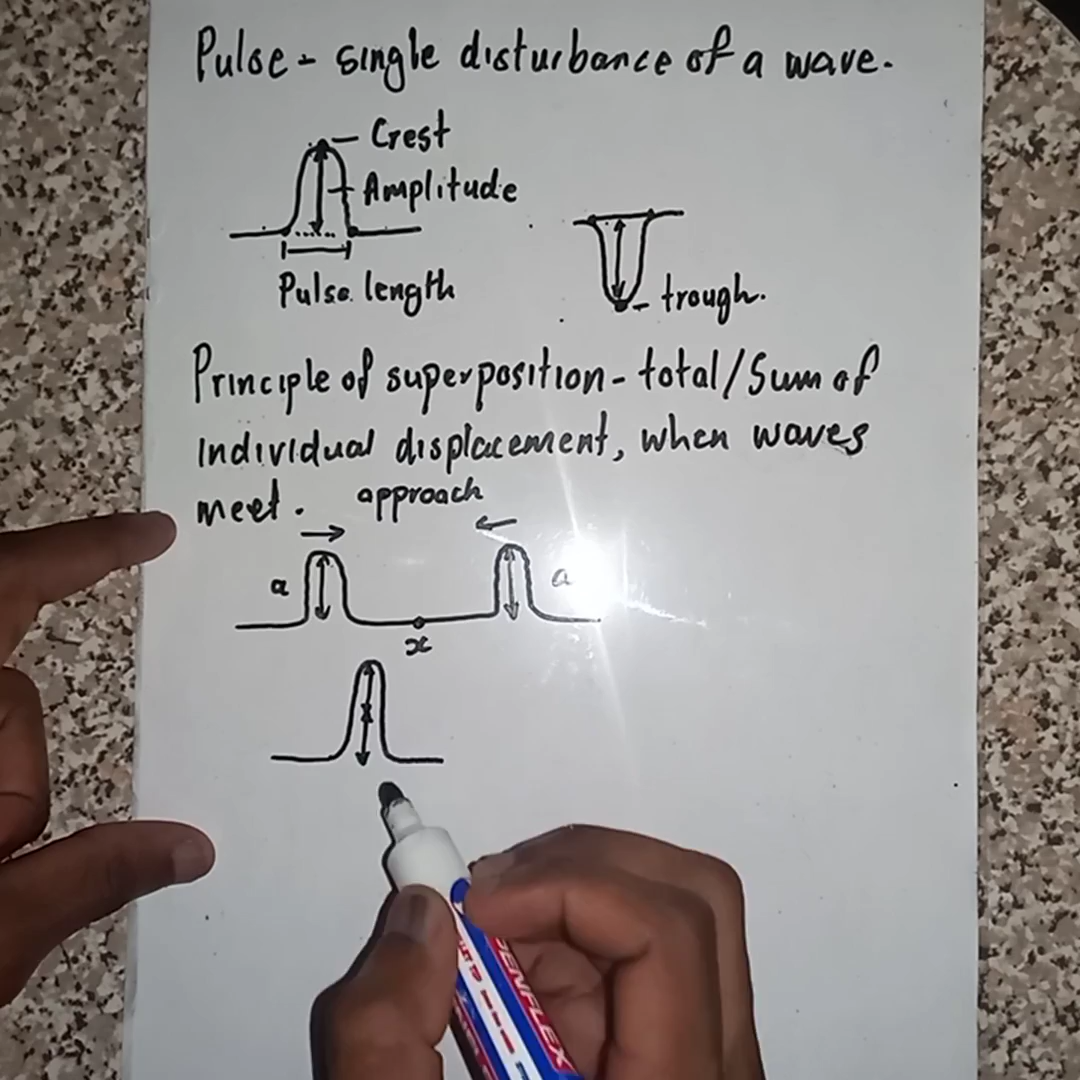 Pulse - single disturbance of a wave.
Crest
Amplitude
Pulse length
trough.
Principle of superposition - total/Sum of
Individual displacement, when waves
meet. approach
a
a
x
PENFLEX